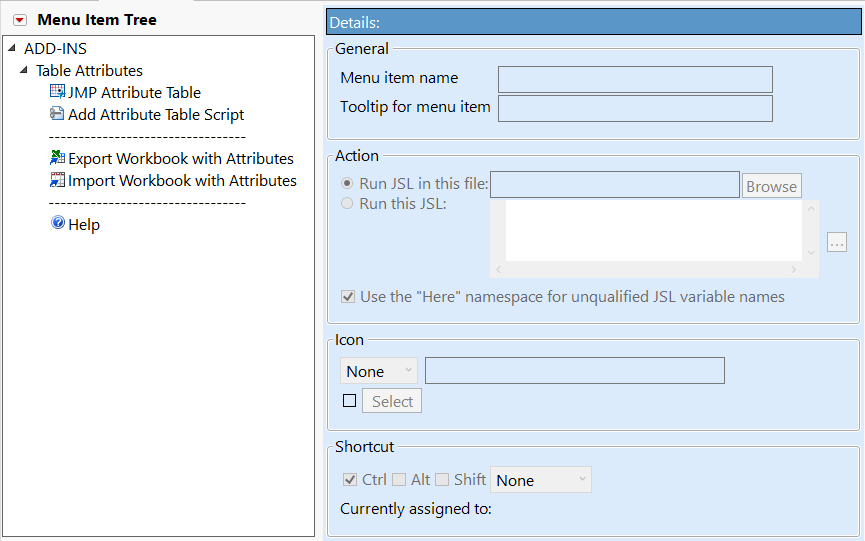 Menu Item Tree
ADD-INS
Table Attributes
JMP Attribute Table
Add Attribute Table Script
---------------------------------
Export Workbook with Attributes
Import Workbook with Attributes
---------------------------------
Help
Details:
General
Menu item name
Tooltip for menu item
Action
Run JSL in this file:
Browse
Run this JSL:
...
Use the "Here" namespace for unqualified JSL variable names
Icon
None
Select
Shortcut
Ctrl Alt Shift None
Currently assigned to: